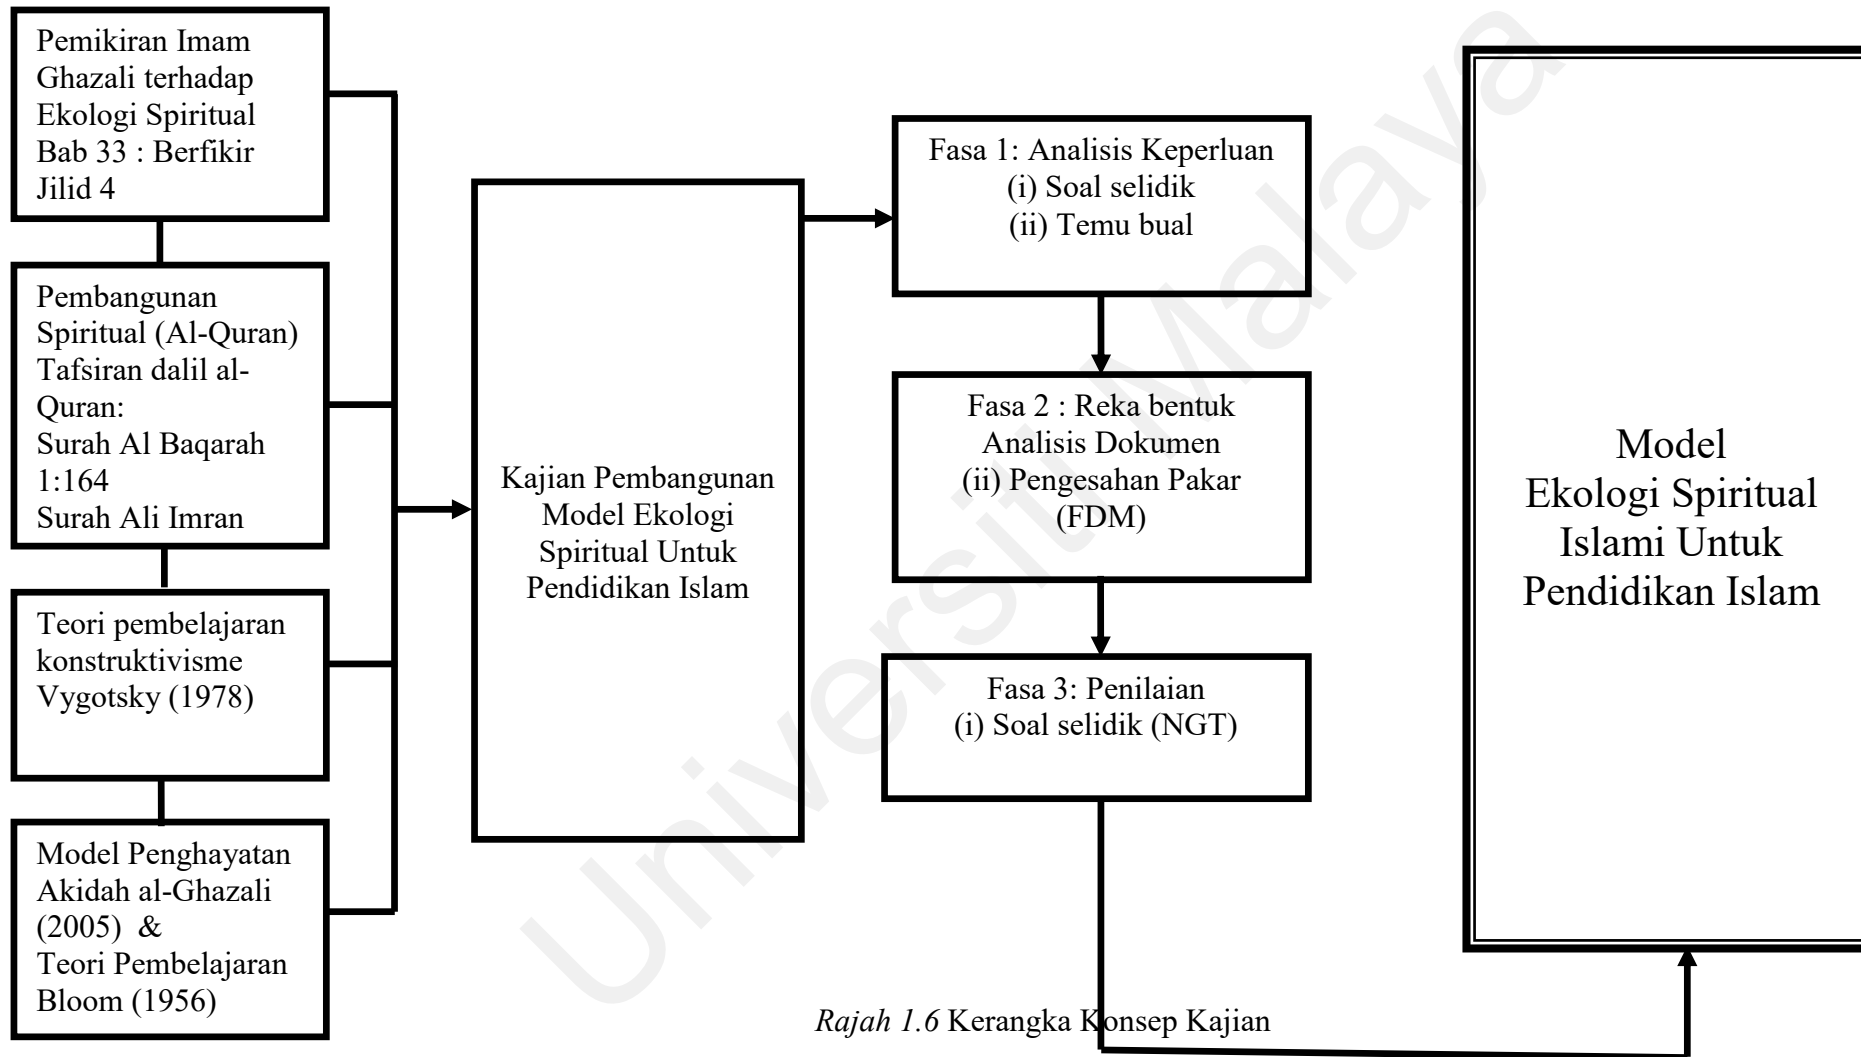 Pemikiran Imam
Ghazali terhadap
Ekologi Spiritual
Bab 33 : Berfikir
Jilid 4
Pembangunan
Spiritual (Al-Quran)
Tafsiran dalil al-
Quran:
Surah Al Baqarah
1:164
Surah Ali Imran
Teori pembelajaran
konstruktivisme
Vygotsky (1978)
Model Penghayatan
Akidah al-Ghazali
(2005) &
Teori Pembelajaran
Bloom (1956)
Kajian Pembangunan
Model Ekologi
Spiritual Untuk
Pendidikan Islam
Fasa 1: Analisis Keperluan
(i) Soal selidik
(ii) Temu bual
Fasa 2 : Reka bentuk
Analisis Dokumen
(ii) Pengesahan Pakar
(FDM)
Fasa 3: Penilaian
(i) Soal selidik (NGT)
Model
Ekologi Spiritual
Islami Untuk
Pendidikan Islam
Rajah 1.6 Kerangka Konsep Kajian
Universiti Malaya